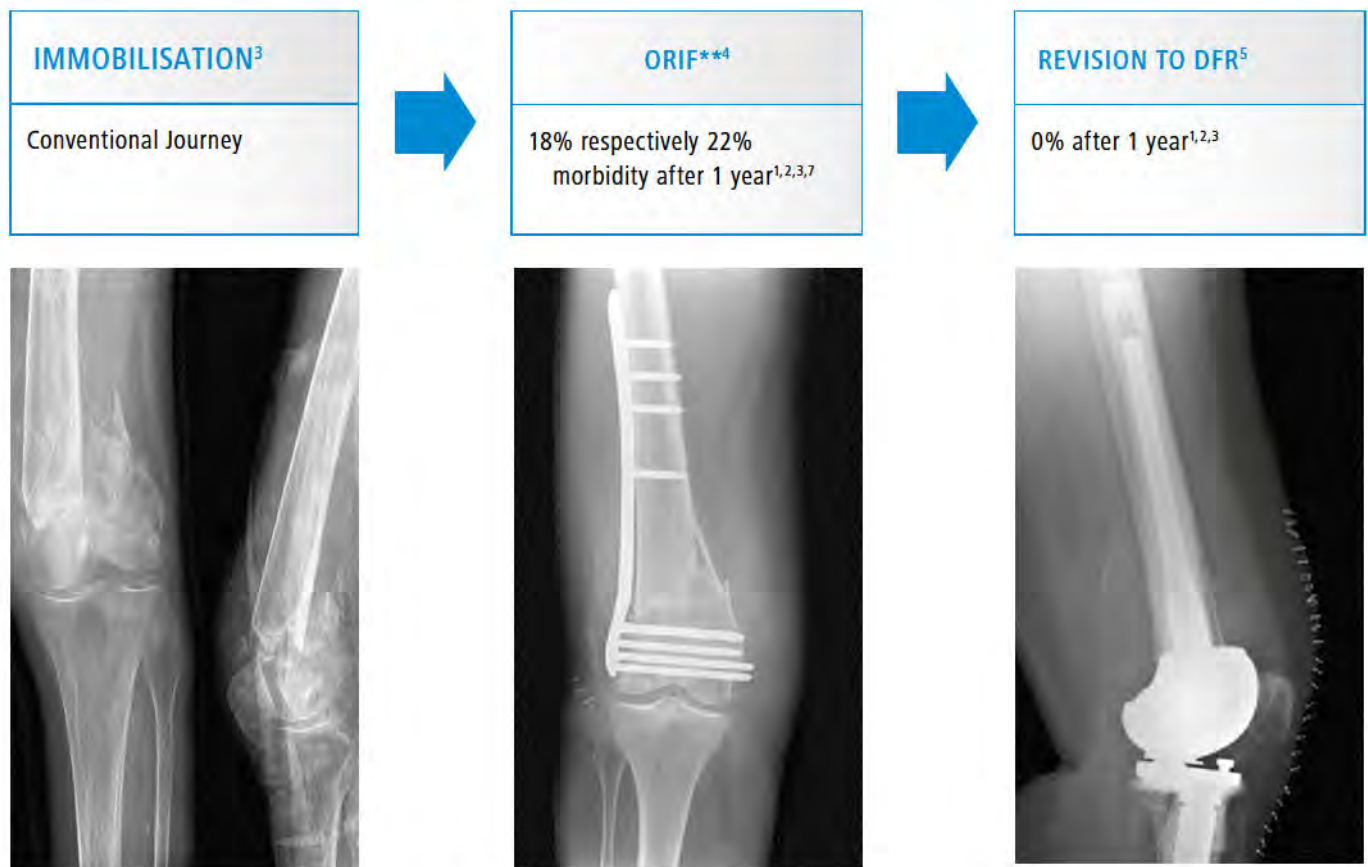 IMMOBILISATION³
Conventional Journey
ORIF**⁴
18% respectively 22%
morbidity after 1 year¹,²,³,⁷
REVISION TO DFR⁵
0% after 1 year¹,²,³